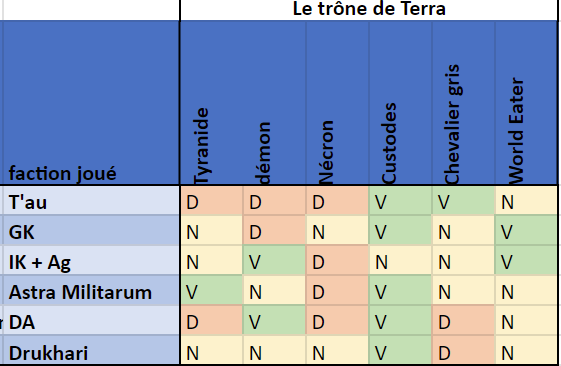 Le trône de Terra
faction joué Tyranide démon Nécron Custodes Chevalier gris World Eater
T'au D D D V V N
GK N D N V N V
IK + Ag N V D N N V
Astra Militarum V N D V N N
DA D V D V D N
Drukhari N N N V D N